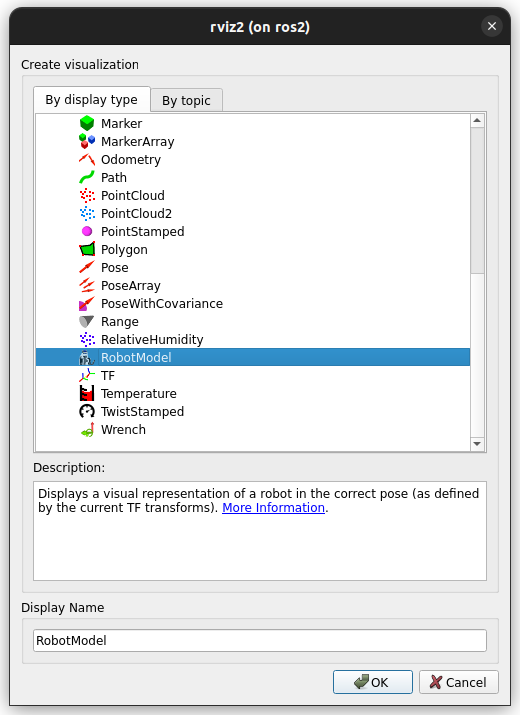 rviz2 (on ros2)
Create visualization
By display type
By topic
Marker
MarkerArray
Odometry
Path
PointCloud
PointCloud2
PointStamped
Polygon
Pose
PoseArray
PoseWithCovariance
Range
RelativeHumidity
RobotModel
TF
Temperature
TwistStamped
Wrench
Description:
Displays a visual representation of a robot in the correct pose (as defined
by the current TF transforms). More Information.
Display Name
RobotModel
OK
Cancel